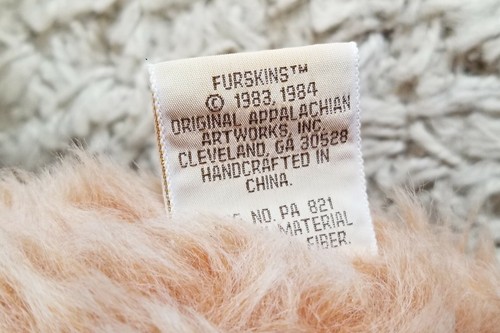 FURSKINS™
© 1983, 1984
ORIGINAL APPALACHIAN
ARTWORKS, INC.
CLEVELAND, GA 30528
HANDCRAFTED IN
CHINA.
NO. PA 821
MATERIAL
FIBER.